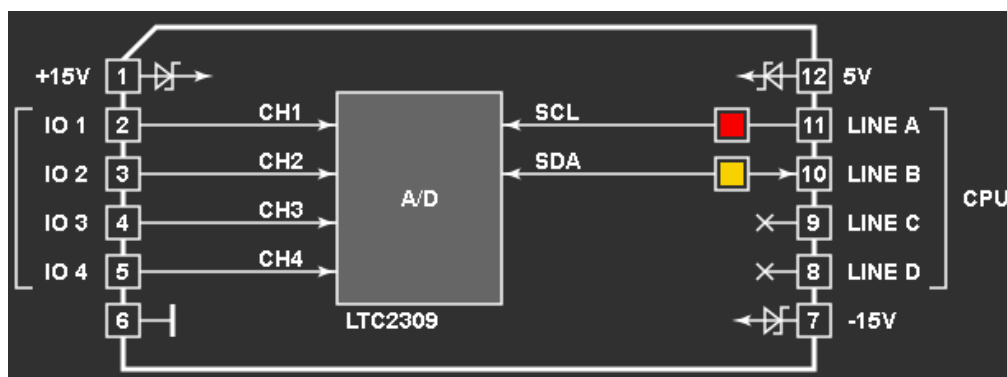 +15V 1 12 5V
IO 1 2 CH1 SCL 11 LINE A
IO 2 3 CH2 SDA 10 LINE B
A/D
CPU
IO 3 4 CH3 9 LINE C
IO 4 5 CH4 8 LINE D
6 LTC2309 7 -15V